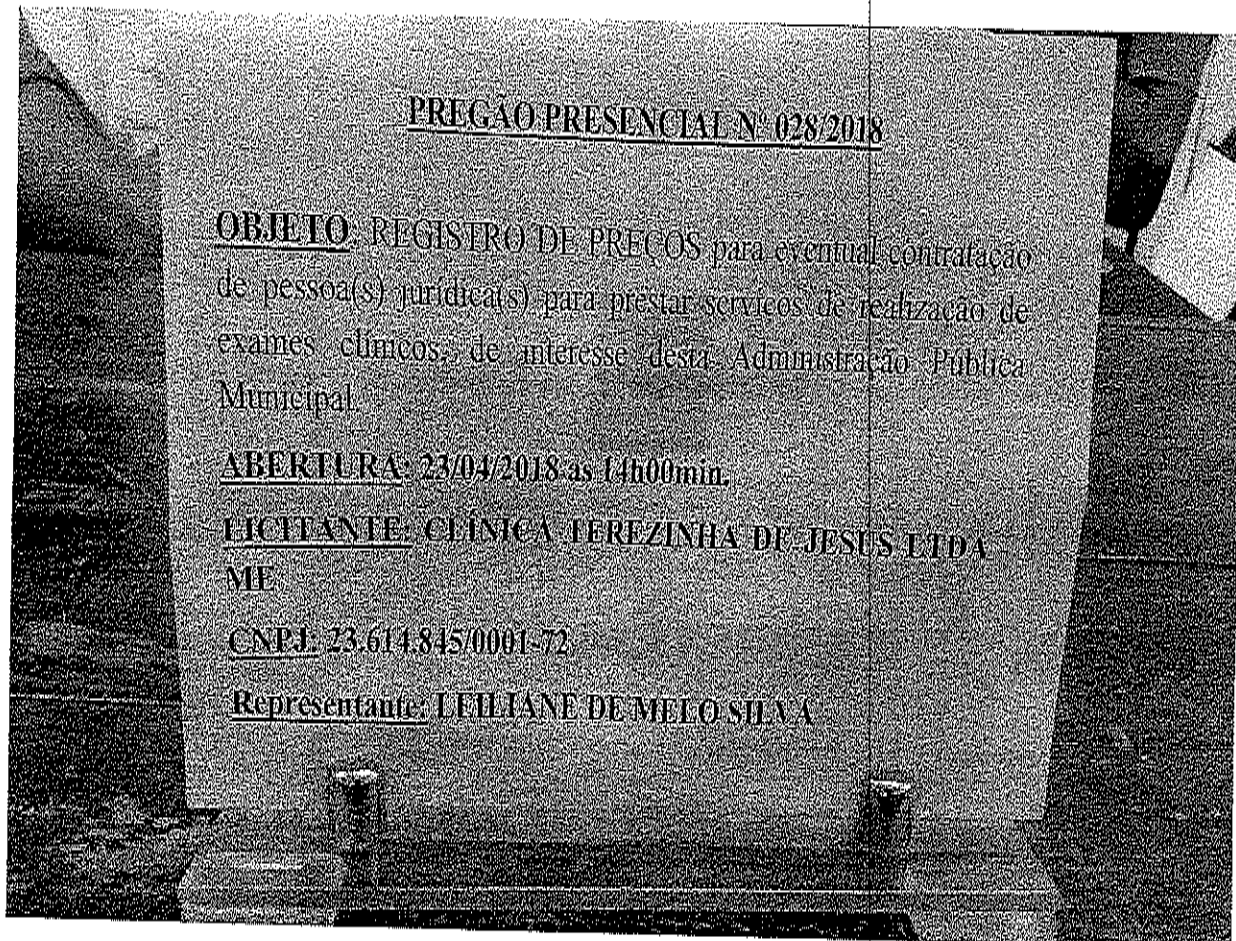 PREGÃO PRESENCIAL Nº 028/2018
OBJETO: REGISTRO DE PREÇOS para eventual contratação
de pessoa(s) jurídica(s) para prestar serviços de realização de
exames clínicos, de interesse desta Administração Pública
Municipal.
ABERTURA: 23/04/2018 às 14h00min.
LICITANTE: CLÍNICA TEREZINHA DE JESUS LTDA
ME
CNPJ: 23.614.845/0001-72
Representante: LEILIANE DE MELO SILVA